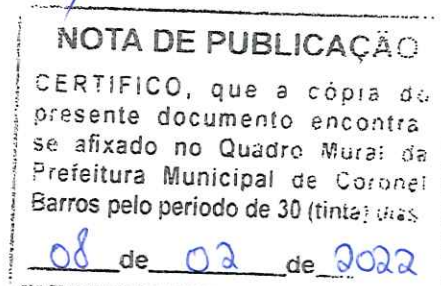 NOTA DE PUBLICAÇÃO
CERTIFICO, que a cópia do
presente documento encontra
se afixado no Quadro Mural da
Prefeitura Municipal de Coronel
Barros pelo periodo de 30 (tinta) dias
08 de 02 de 2022